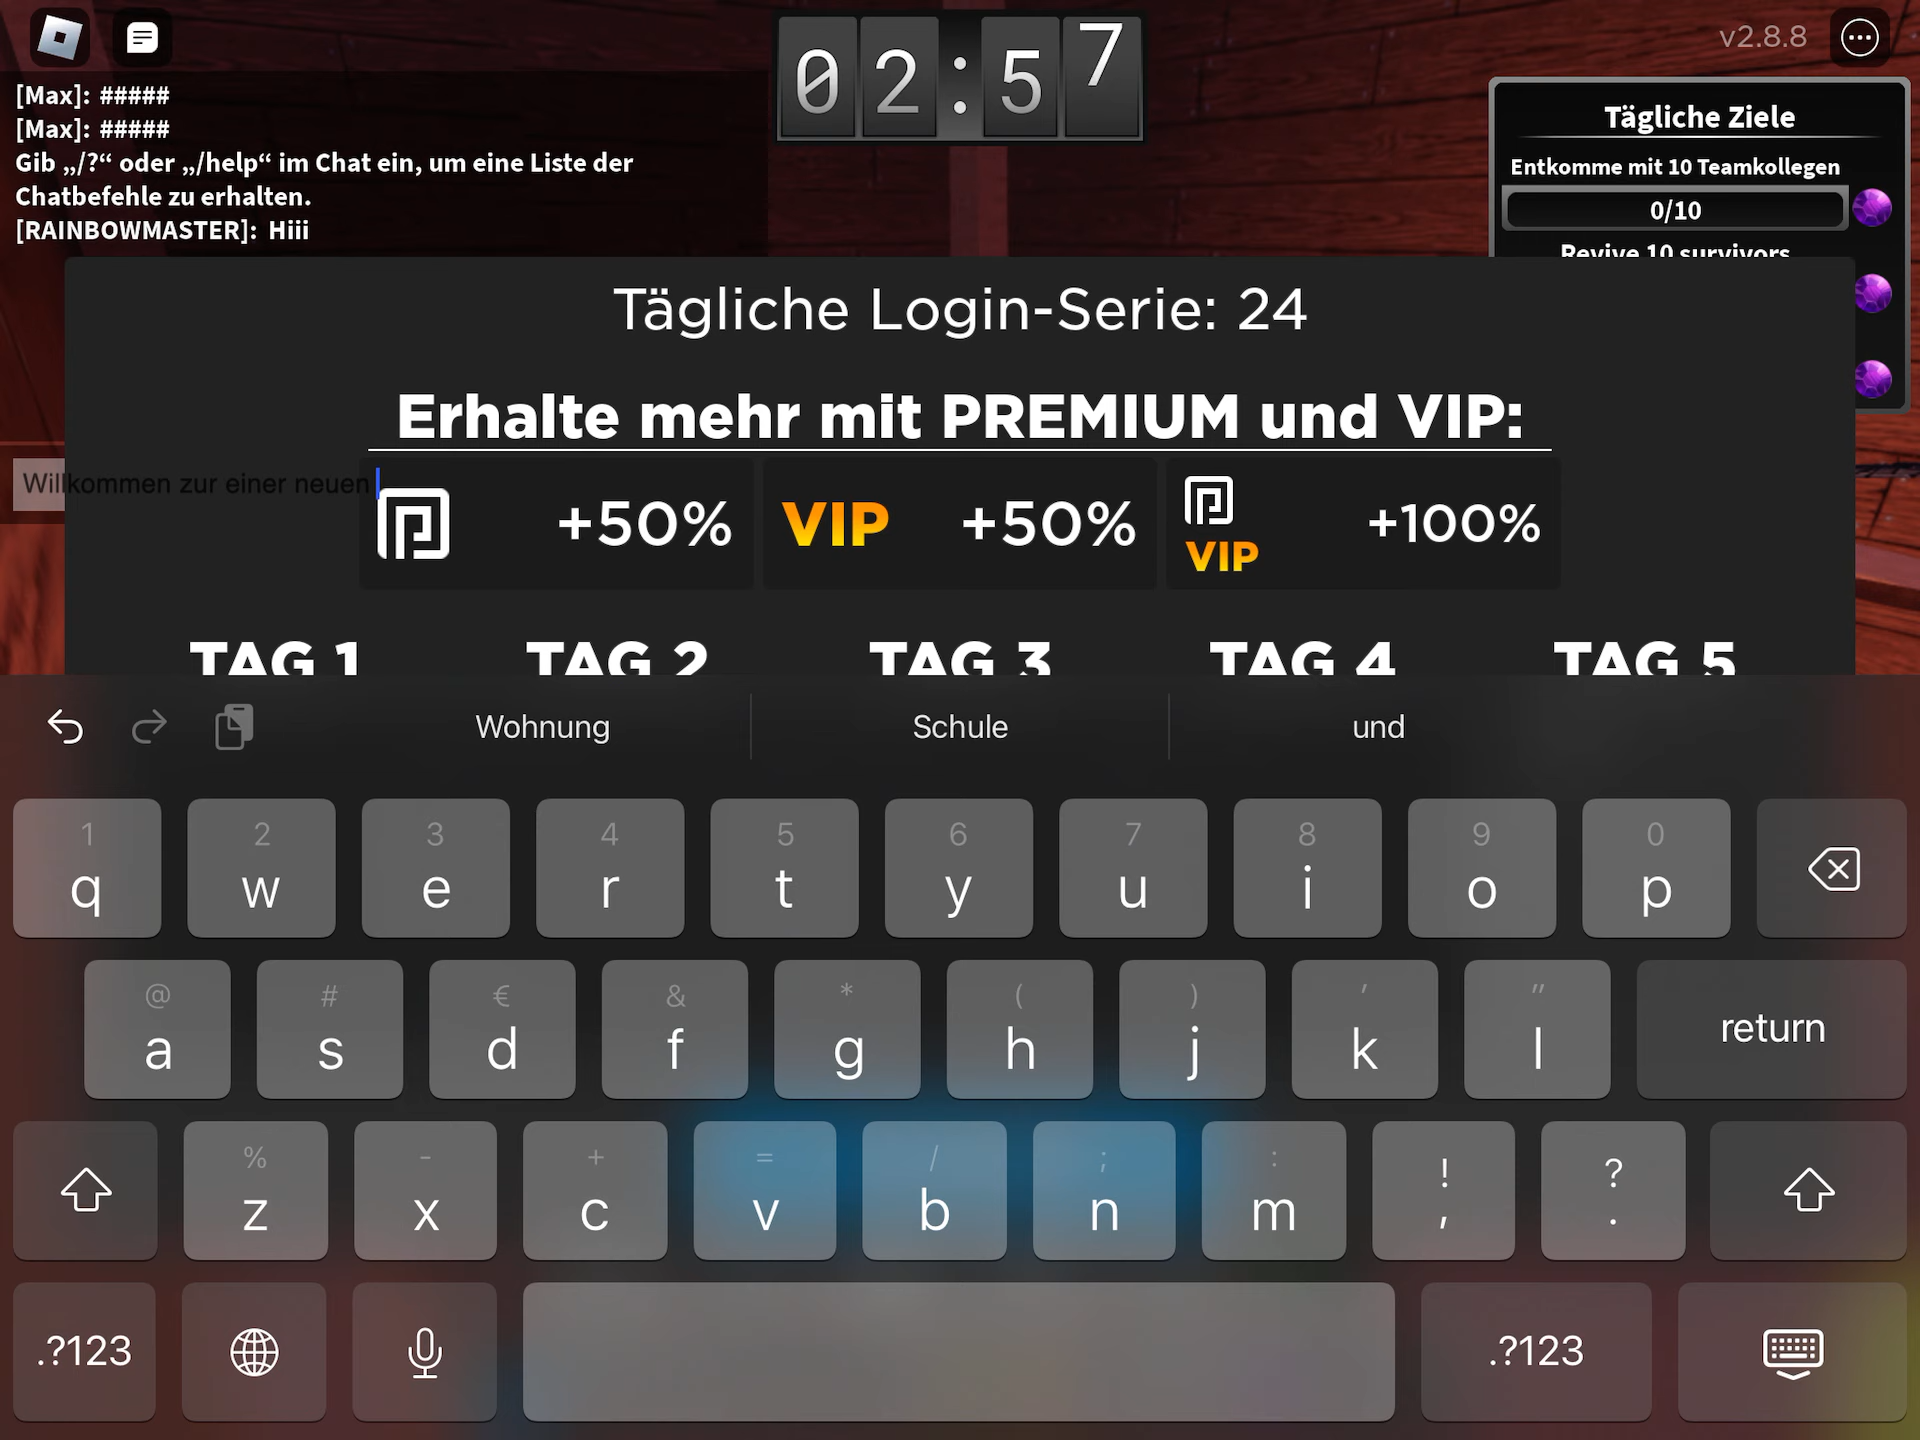 02:57
v2.8.8
[Max]: #####
[Max]: #####
Gib „/?“ oder „/help“ im Chat ein, um eine Liste der
Chatbefehle zu erhalten.
[RAINBOWMASTER]: Hiii
Tägliche Ziele
Entkomme mit 10 Teamkollegen
0/10
Revive 10 survivors
Tägliche Login-Serie: 24
Erhalte mehr mit PREMIUM und VIP:
Willkommen zur einer neuen
+50%
VIP +50%
VIP +100%
TAG 1 TAG 2 TAG 3 TAG 4 TAG 5
Wohnung Schule und
1 2 3 4 5 6 7 8 9 0
q w e r t y u i o p
@ # € & * ( ) ' "
a s d f g h j k l return
% - + = / ; : ! ?
z x c v b n m , .
.?123 .?123